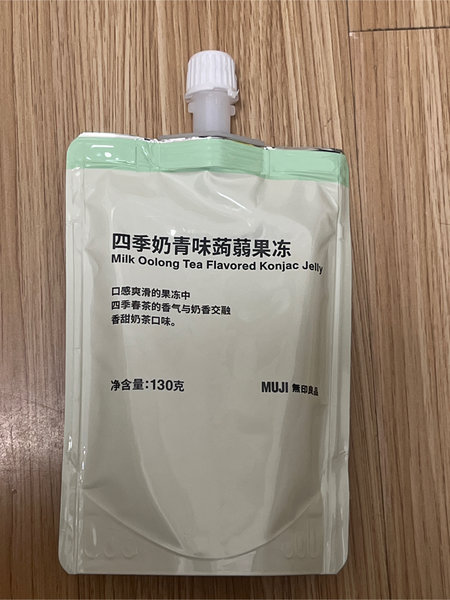 四季奶青味蒟蒻果冻
Milk Oolong Tea Flavored Konjac Jelly
口感爽滑的果冻中
四季春茶的香气与奶香交融
香甜奶茶口味。
净含量:130克
MUJI 無印良品